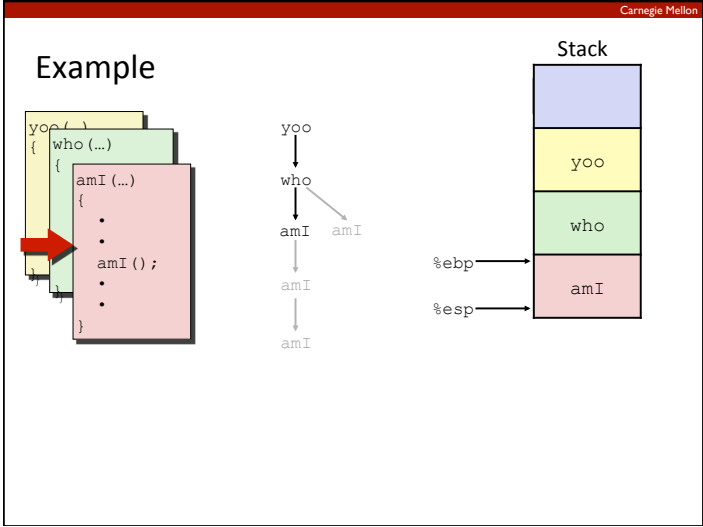 Carnegie Mellon
Example
Stack
yoo(…)
{
}
who(…)
{
}
amI(…)
{
•
•
amI();
•
•
}
yoo
who
amI amI
amI
amI
yoo
who
amI
%ebp
%esp